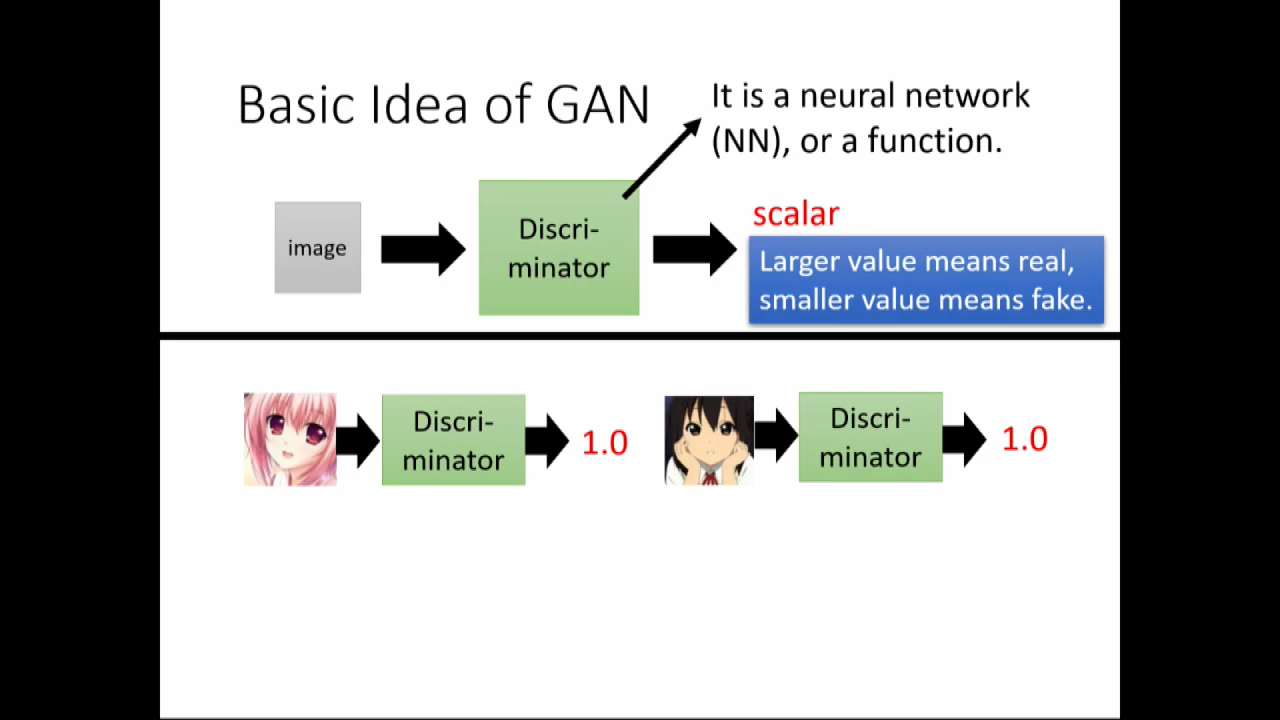 Basic Idea of GAN
It is a neural network
(NN), or a function.
image
Discri-
minator
scalar
Larger value means real,
smaller value means fake.
Discri-
minator
1.0
Discri-
minator
1.0